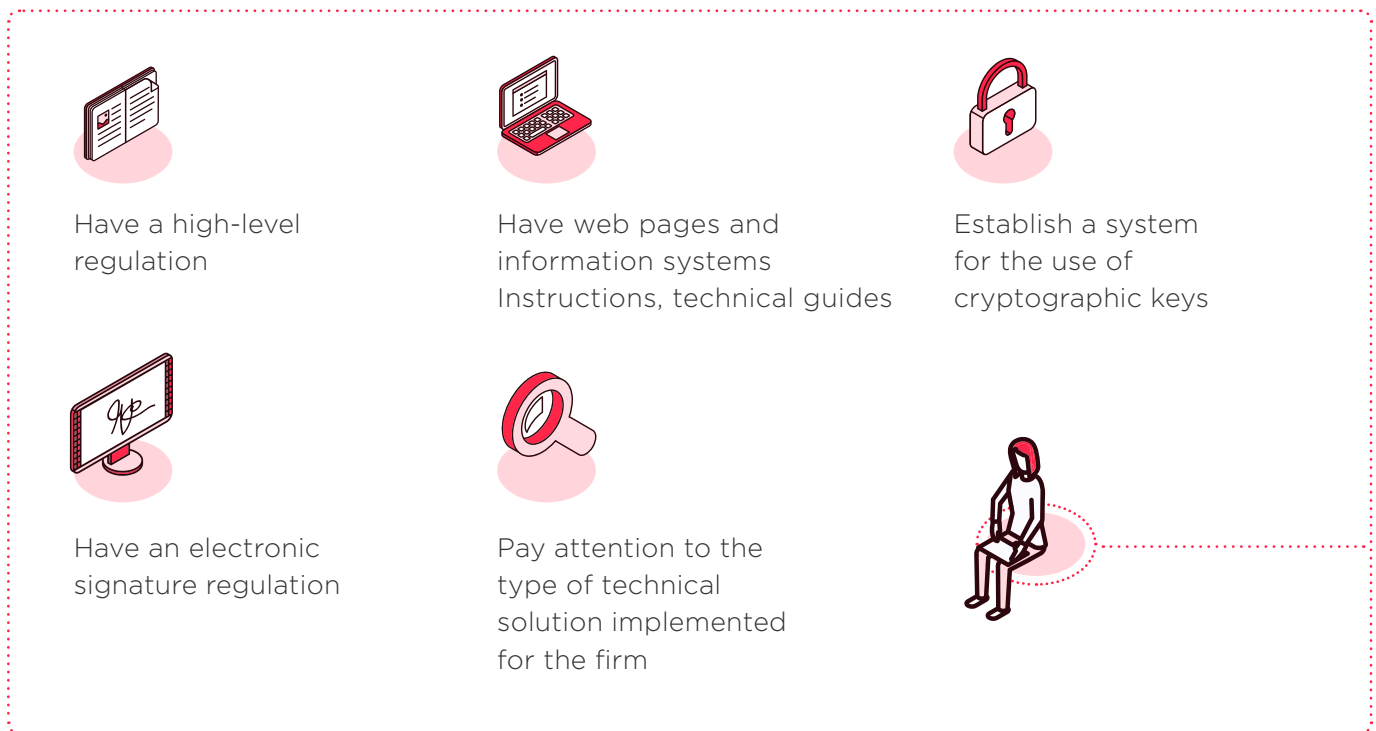 Have a high-level
regulation
Have web pages and
information systems
Instructions, technical guides
Establish a system
for the use of
cryptographic keys
Have an electronic
signature regulation
Pay attention to the
type of technical
solution implemented
for the firm